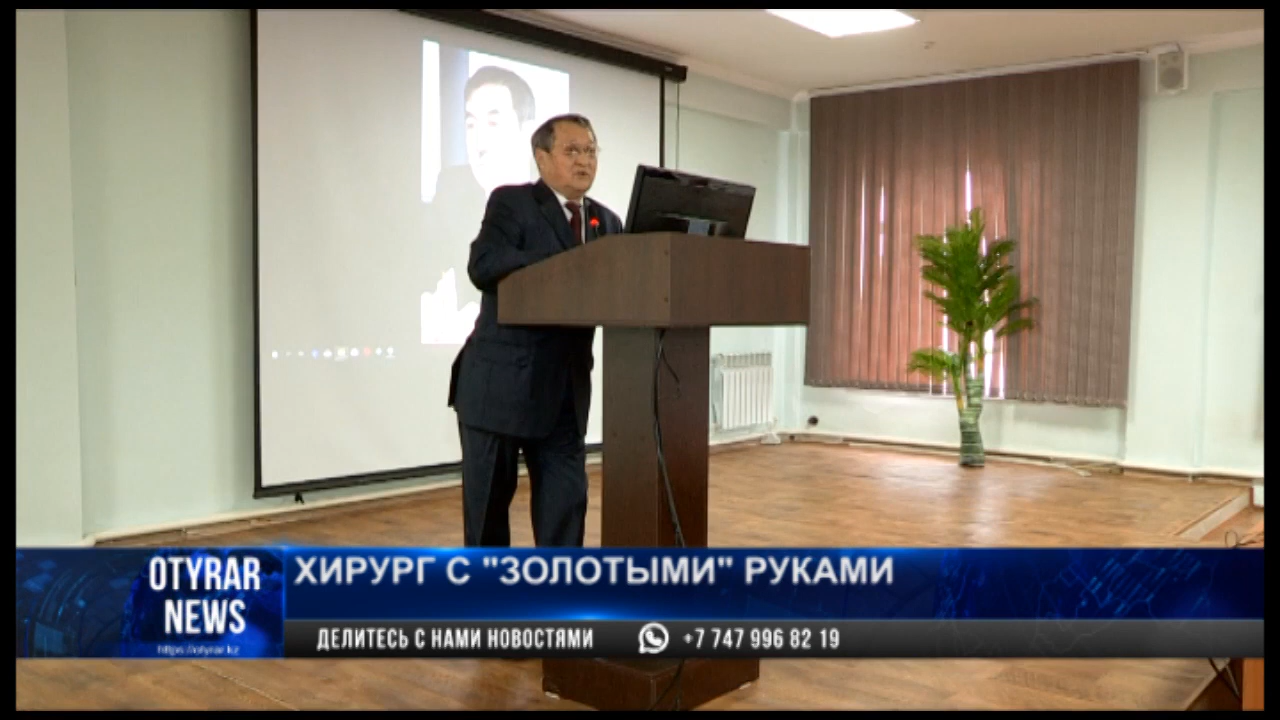 OTYRAR
NEWS
https://otyrar.kz
ХИРУРГ С "ЗОЛОТЫМИ" РУКАМИ
ДЕЛИТЕСЬ С НАМИ НОВОСТЯМИ +7 747 996 82 19